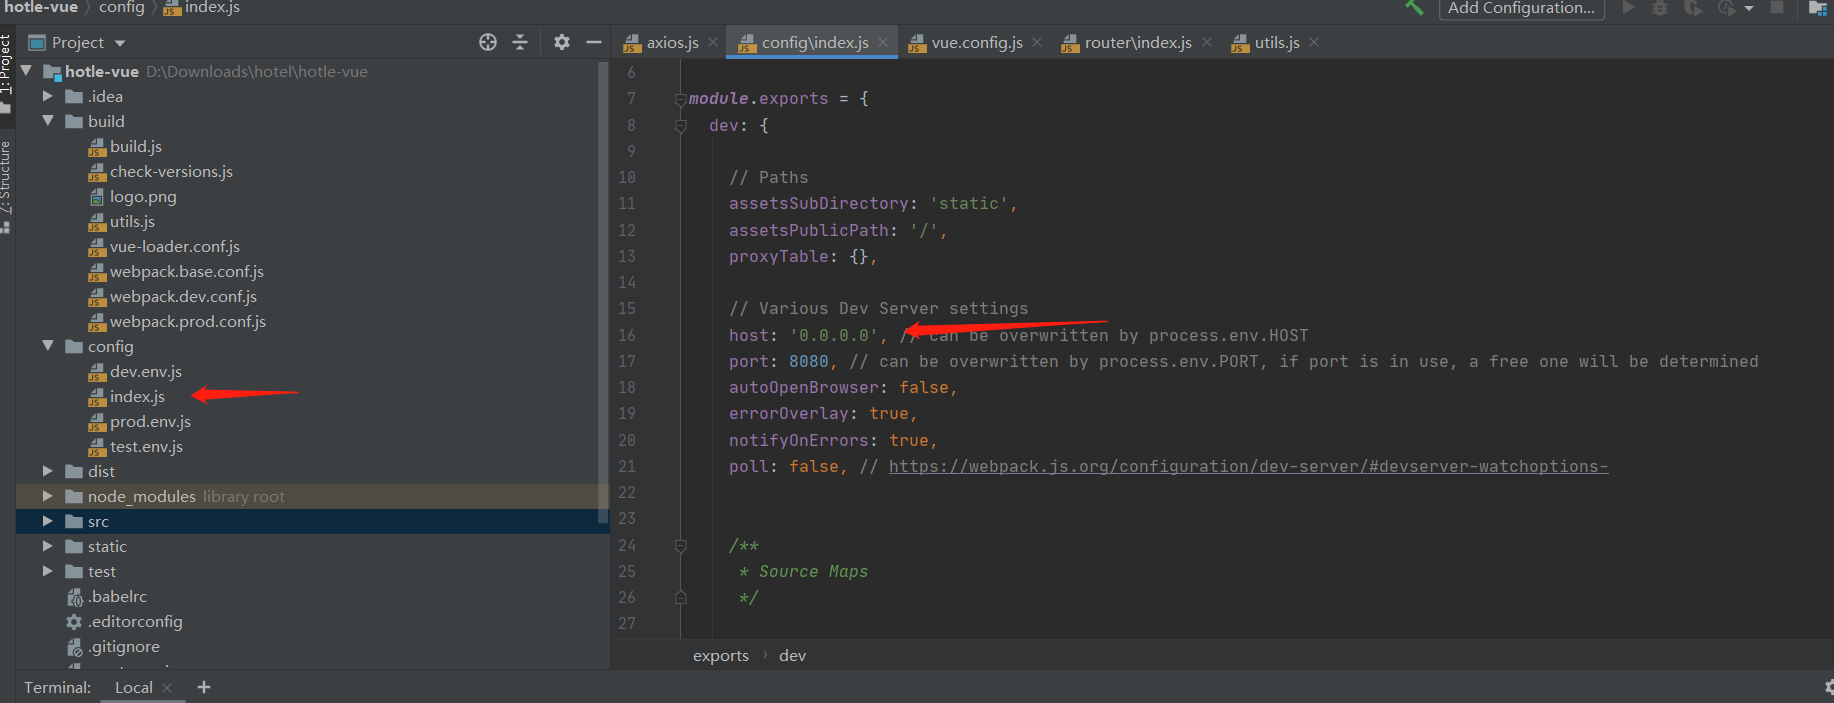 hotle-vue config index.js
Add Configuration...
1: Project
7: Structure
Project
hotle-vue D:\Downloads\hotel\hotle-vue
.idea
build
build.js
check-versions.js
logo.png
utils.js
vue-loader.conf.js
webpack.base.conf.js
webpack.dev.conf.js
webpack.prod.conf.js
config
dev.env.js
index.js
prod.env.js
test.env.js
dist
node_modules library root
src
static
test
.babelrc
.editorconfig
.gitignore
axios.js config\index.js vue.config.js router\index.js utils.js
6
7 module.exports = {
8 dev: {
9
10 // Paths
11 assetsSubDirectory: 'static',
12 assetsPublicPath: '/',
13 proxyTable: {},
14
15 // Various Dev Server settings
16 host: '0.0.0.0', // can be overwritten by process.env.HOST
17 port: 8080, // can be overwritten by process.env.PORT, if port is in use, a free one will be determined
18 autoOpenBrowser: false,
19 errorOverlay: true,
20 notifyOnErrors: true,
21 poll: false, // https://webpack.js.org/configuration/dev-server/#devserver-watchoptions-
22
23
24 /**
25 * Source Maps
26 */
27
exports dev
Terminal: Local